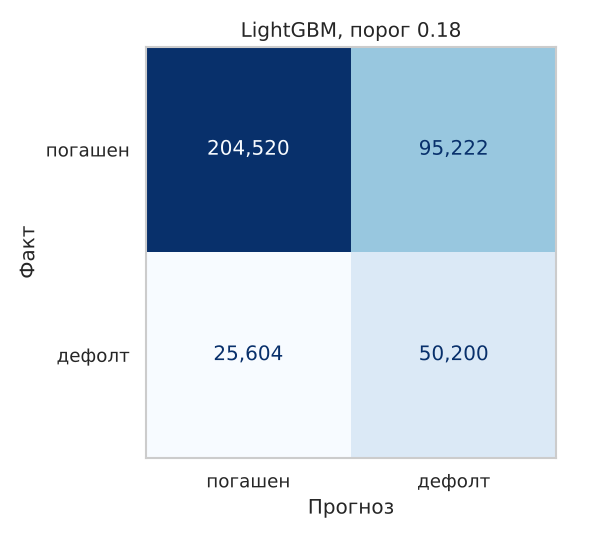 LightGBM, порог 0.18
погашен
204,520
95,222
Факт
дефолт
25,604
50,200
погашен
дефолт
Прогноз